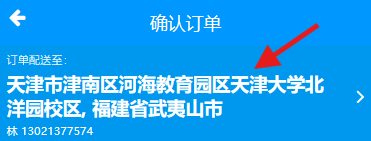 确认订单
订单配送至：
天津市津南区河海教育园区天津大学北
洋园校区, 福建省武夷山市
林 13021377574